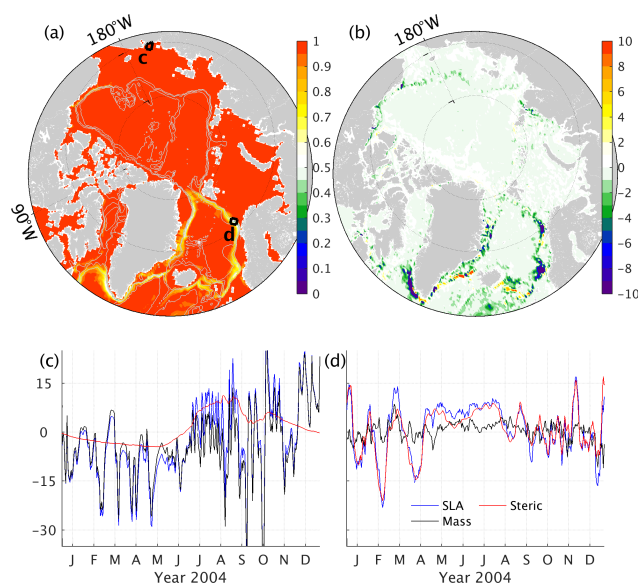 (a)
180°W
(b)
180°W
c
d
90°W
1
0.9
0.8
0.7
0.6
0.5
0.4
0.3
0.2
0.1
0
10
8
6
4
2
0
−2
−4
−6
−8
−10
(c)
(d)
15
0
−15
−30
J F M A M J J A S O N D
J F M A M J J A S O N D
SLA
Steric
Mass
Year 2004
Year 2004